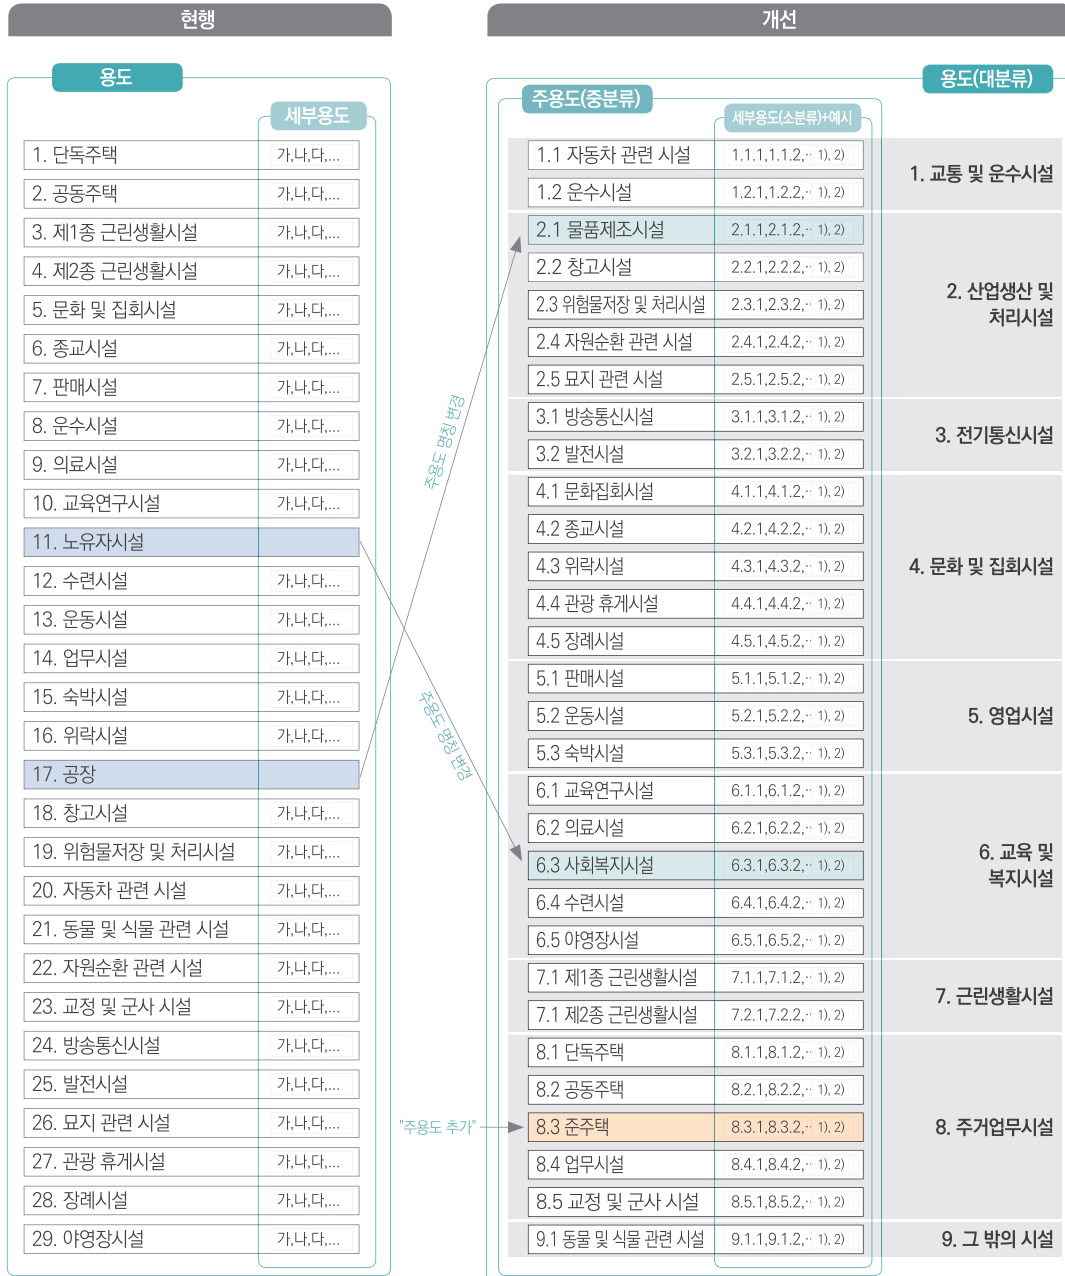 현행
용도
세부용도
1. 단독주택 가,나,다,...
2. 공동주택 가,나,다,...
3. 제1종 근린생활시설 가,나,다,...
4. 제2종 근린생활시설 가,나,다,...
5. 문화 및 집회시설 가,나,다,...
6. 종교시설 가,나,다,...
7. 판매시설 가,나,다,...
8. 운수시설 가,나,다,...
9. 의료시설 가,나,다,...
10. 교육연구시설 가,나,다,...
11. 노유자시설
12. 수련시설 가,나,다,...
13. 운동시설 가,나,다,...
14. 업무시설 가,나,다,...
15. 숙박시설 가,나,다,...
16. 위락시설 가,나,다,...
17. 공장
18. 창고시설 가,나,다,...
19. 위험물저장 및 처리시설 가,나,다,...
20. 자동차 관련 시설 가,나,다,...
21. 동물 및 식물 관련 시설 가,나,다,...
22. 자원순환 관련 시설 가,나,다,...
23. 교정 및 군사 시설 가,나,다,...
24. 방송통신시설 가,나,다,...
25. 발전시설 가,나,다,...
26. 묘지 관련 시설 가,나,다,...
27. 관광 휴게시설 가,나,다,...
28. 장례시설 가,나,다,...
29. 야영장시설 가,나,다,...
주용도 명칭 변경
주용도 명칭 변경
"주용도 추가"
개선
용도(대분류)
주용도(중분류)
세부용도(소분류)+예시
1.1 자동차 관련 시설 1.1.1,1.1.2,·· 1), 2)
1.2 운수시설 1.2.1,1.2.2,·· 1), 2)
1. 교통 및 운수시설
2.1 물품제조시설 2.1.1,2.1.2,·· 1), 2)
2.2 창고시설 2.2.1,2.2.2,·· 1), 2)
2.3 위험물저장 및 처리시설 2.3.1,2.3.2,·· 1), 2)
2.4 자원순환 관련 시설 2.4.1,2.4.2,·· 1), 2)
2.5 묘지 관련 시설 2.5.1,2.5.2,·· 1), 2)
2. 산업생산 및
처리시설
3.1 방송통신시설 3.1.1,3.1.2,·· 1), 2)
3.2 발전시설 3.2.1,3.2.2,·· 1), 2)
3. 전기통신시설
4.1 문화집회시설 4.1.1,4.1.2,·· 1), 2)
4.2 종교시설 4.2.1,4.2.2,·· 1), 2)
4.3 위락시설 4.3.1,4.3.2,·· 1), 2)
4.4 관광 휴게시설 4.4.1,4.4.2,·· 1), 2)
4.5 장례시설 4.5.1,4.5.2,·· 1), 2)
4. 문화 및 집회시설
5.1 판매시설 5.1.1,5.1.2,·· 1), 2)
5.2 운동시설 5.2.1,5.2.2,·· 1), 2)
5.3 숙박시설 5.3.1,5.3.2,·· 1), 2)
5. 영업시설
6.1 교육연구시설 6.1.1,6.1.2,·· 1), 2)
6.2 의료시설 6.2.1,6.2.2,·· 1), 2)
6.3 사회복지시설 6.3.1,6.3.2,·· 1), 2)
6.4 수련시설 6.4.1,6.4.2,·· 1), 2)
6.5 야영장시설 6.5.1,6.5.2,·· 1), 2)
6. 교육 및
복지시설
7.1 제1종 근린생활시설 7.1.1,7.1.2,·· 1), 2)
7.1 제2종 근린생활시설 7.2.1,7.2.2,·· 1), 2)
7. 근린생활시설
8.1 단독주택 8.1.1,8.1.2,·· 1), 2)
8.2 공동주택 8.2.1,8.2.2,·· 1), 2)
8.3 준주택 8.3.1,8.3.2,·· 1), 2)
8.4 업무시설 8.4.1,8.4.2,·· 1), 2)
8.5 교정 및 군사 시설 8.5.1,8.5.2,·· 1), 2)
8. 주거업무시설
9.1 동물 및 식물 관련 시설 9.1.1,9.1.2,·· 1), 2)
9. 그 밖의 시설